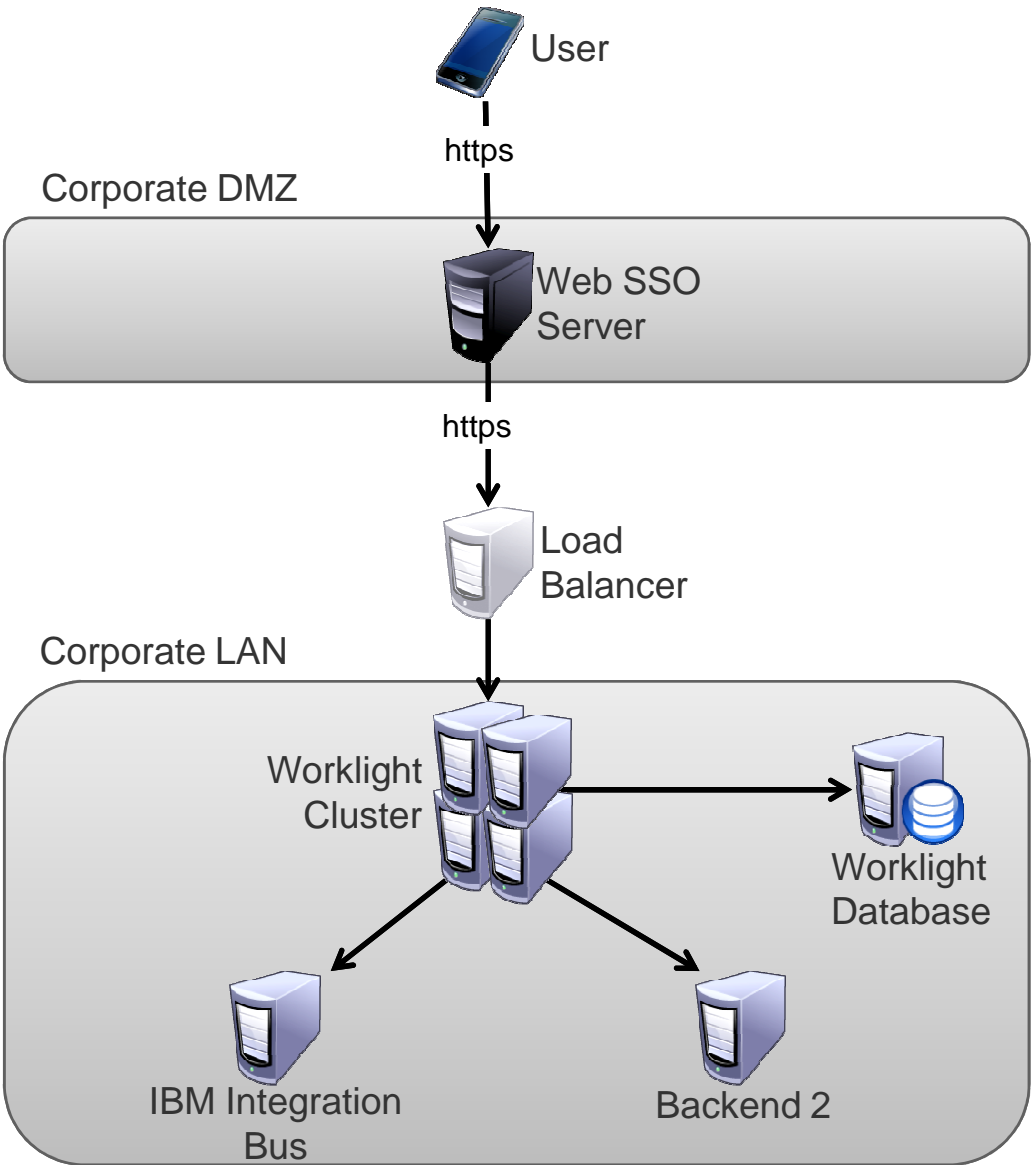 User
https
Corporate DMZ
Web SSO
Server
https
Load
Balancer
Corporate LAN
Worklight
Cluster
Worklight
Database
IBM Integration
Bus
Backend 2